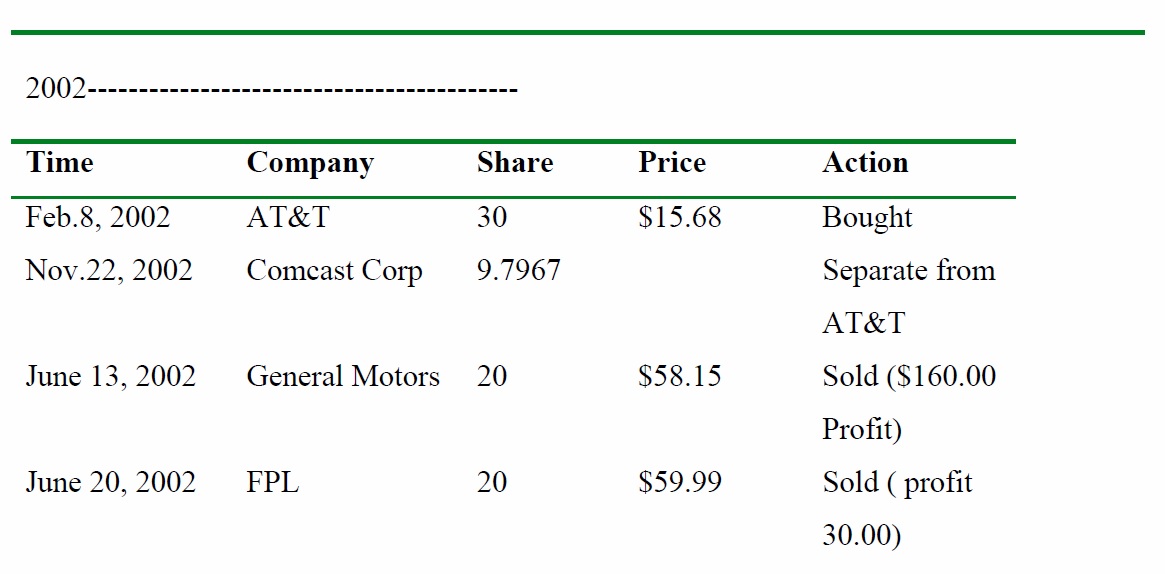 2002------------------------------------------
Time Company Share Price Action
Feb.8, 2002 AT&T 30 $15.68 Bought
Nov.22, 2002 Comcast Corp 9.7967 Separate from
AT&T
June 13, 2002 General Motors 20 $58.15 Sold ($160.00
Profit)
June 20, 2002 FPL 20 $59.99 Sold ( profit
30.00)